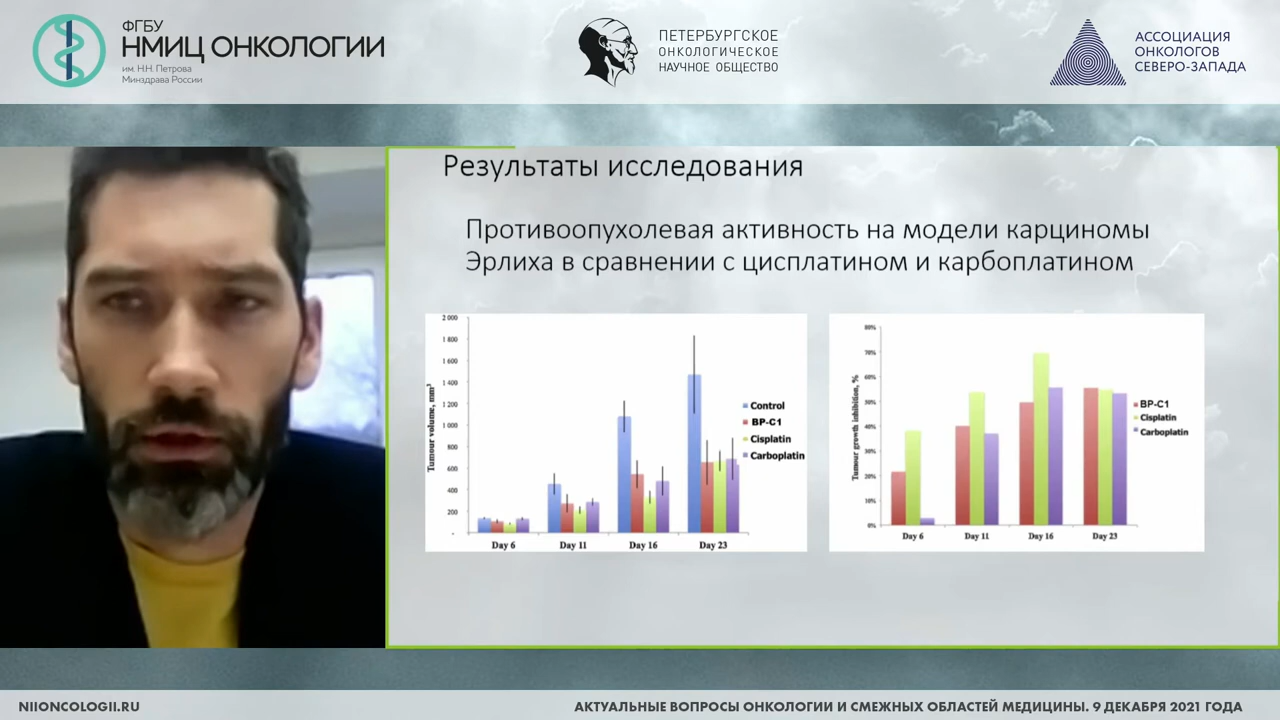 ФГБУ
НМИЦ ОНКОЛОГИИ
им. Н.Н. Петрова
Минздрава России
ПЕТЕРБУРГСКОЕ
ОНКОЛОГИЧЕСКОЕ
НАУЧНОЕ ОБЩЕСТВО
АССОЦИАЦИЯ
ОНКОЛОГОВ
СЕВЕРО-ЗАПАДА
Результаты исследования
Противоопухолевая активность на модели карциномы
Эрлиха в сравнении с цисплатином и карбоплатином
Tumour volume, mm³
2 000
1 800
1 600
1 400
1 200
1 000
800
600
400
200
-
Day 6
Day 11
Day 16
Day 23
Control
BP-C1
Cisplatin
Carboplatin
Tumour growth inhibition, %
80%
70%
60%
50%
40%
30%
20%
10%
0%
Day 6
Day 11
Day 16
Day 23
BP-C1
Cisplatin
Carboplatin
NIIONCOLOGII.RU
АКТУАЛЬНЫЕ ВОПРОСЫ ОНКОЛОГИИ И СМЕЖНЫХ ОБЛАСТЕЙ МЕДИЦИНЫ. 9 ДЕКАБРЯ 2021 ГОДА